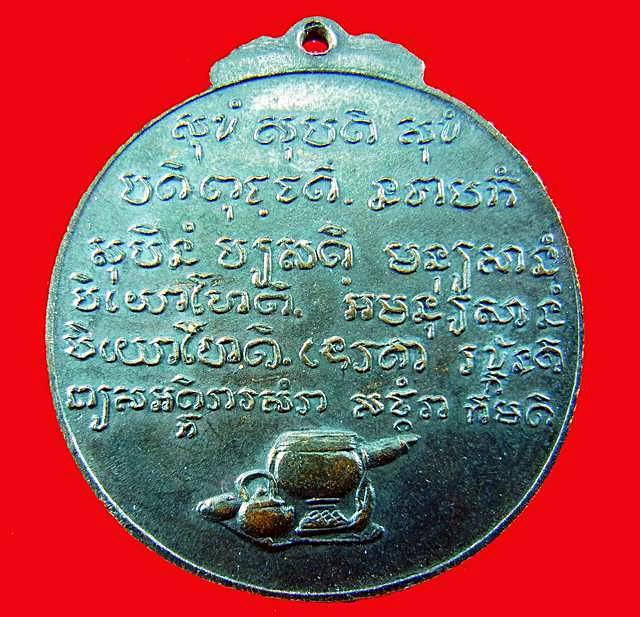 សុខំ សុបតិ សុខំ
បដិពុជ្ឈតិ. នបាបកំ
សុបិនំ បស្សតិ មនុស្សានំ
បិយោហោតិ. អមនុស្សានំ
បិយោហោតិ. ទេវតា រក្ខន្តិ
សត្ថំវា កមតិ